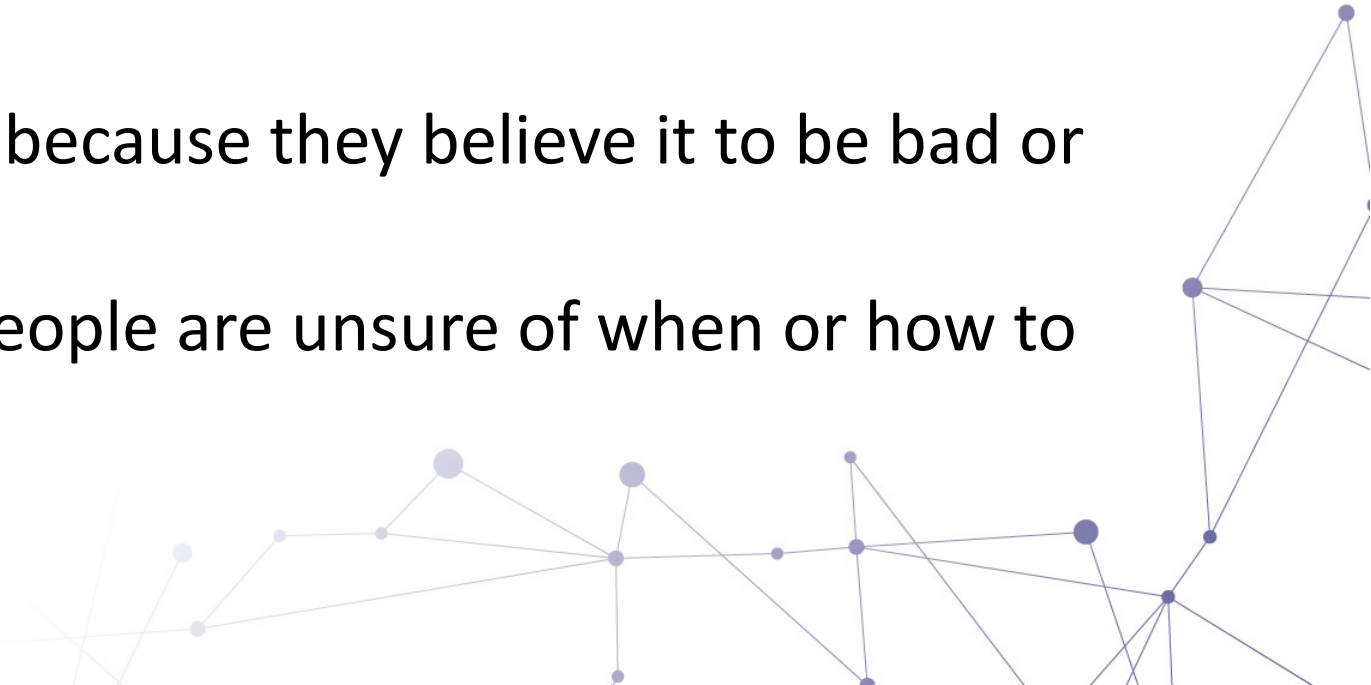 because they believe it to be bad or
eople are unsure of when or how to